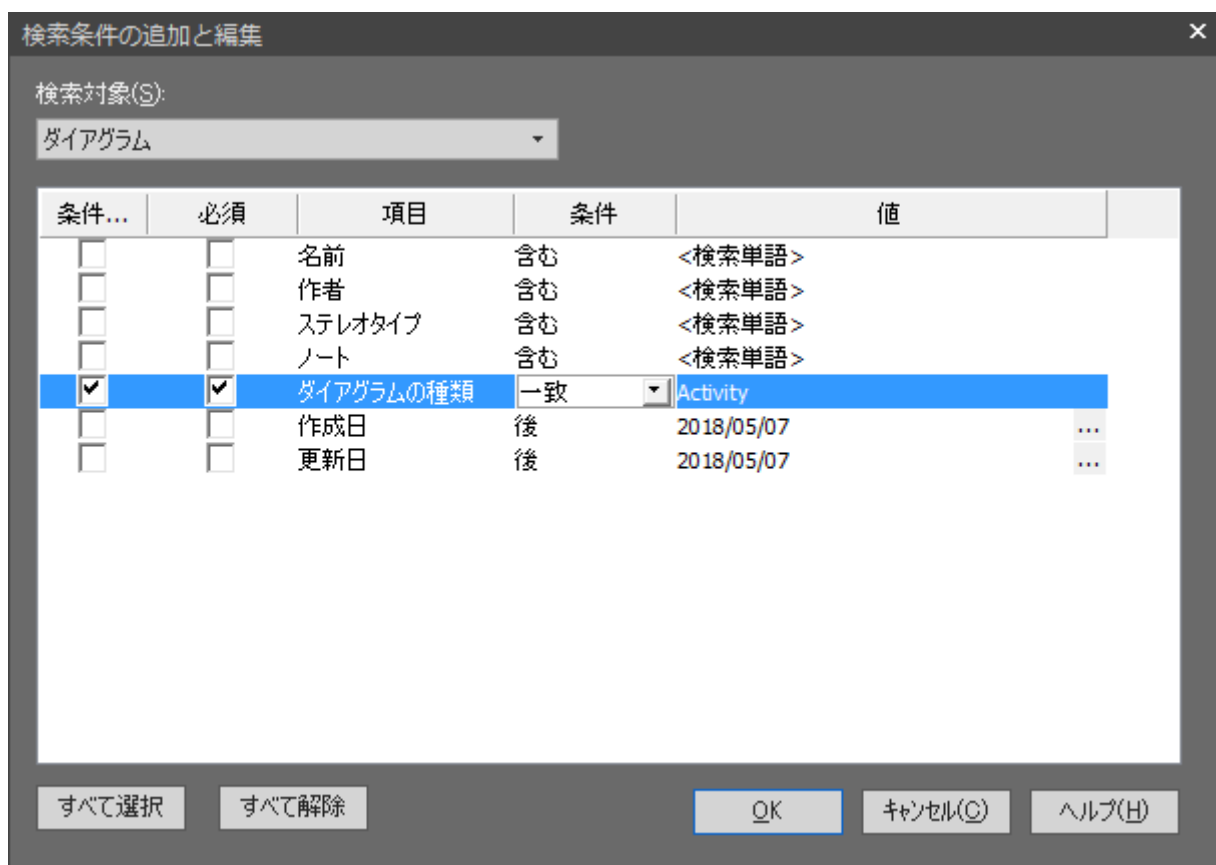 検索条件の追加と編集
検索対象(S):
ダイアグラム
条件... 必須 項目 条件 値
名前 含む <検索単語>
作者 含む <検索単語>
ステレオタイプ 含む <検索単語>
ノート 含む <検索単語>
ダイアグラムの種類 一致 Activity
作成日 後 2018/05/07 ...
更新日 後 2018/05/07 ...
すべて選択 すべて解除 OK キャンセル(C) ヘルプ(H)